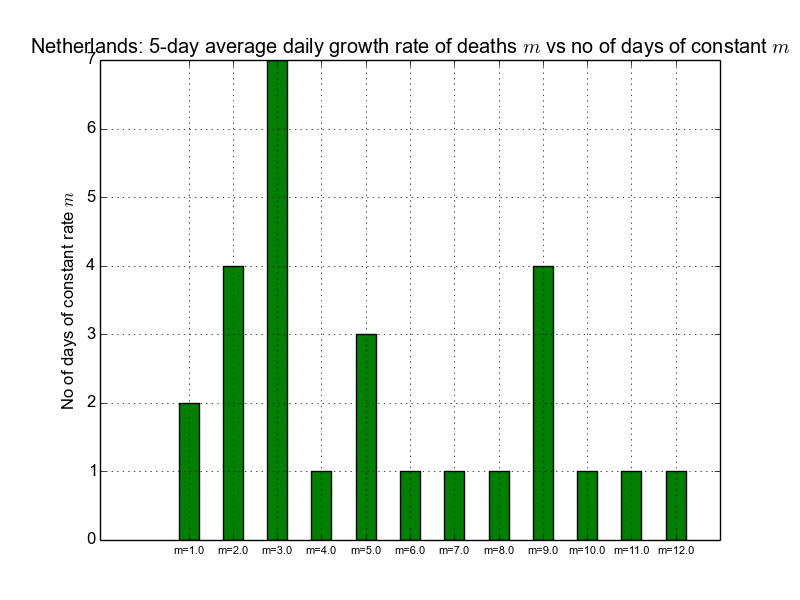 Netherlands: 5-day average daily growth rate of deaths m vs no of days of constant m
No of days of constant rate m
7
6
5
4
3
2
1
0
m=1.0 m=2.0 m=3.0 m=4.0 m=5.0 m=6.0 m=7.0 m=8.0 m=9.0 m=10.0 m=11.0 m=12.0